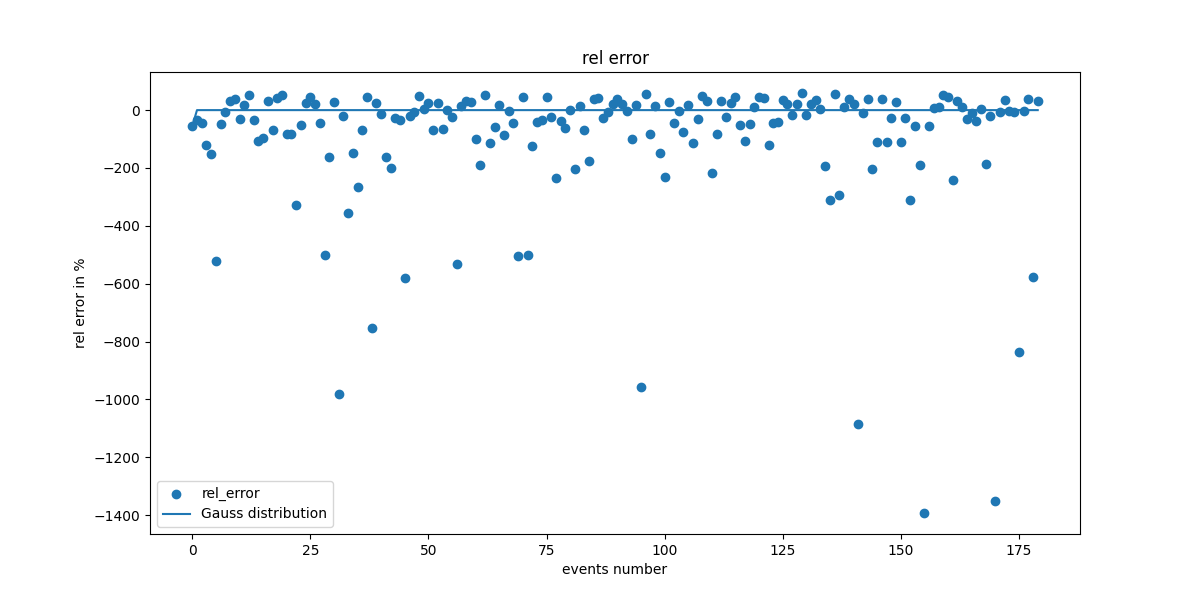 rel error
rel error in %
0
−200
−400
−600
−800
−1000
−1200
−1400
rel_error
Gauss distribution
0 25 50 75 100 125 150 175
events number